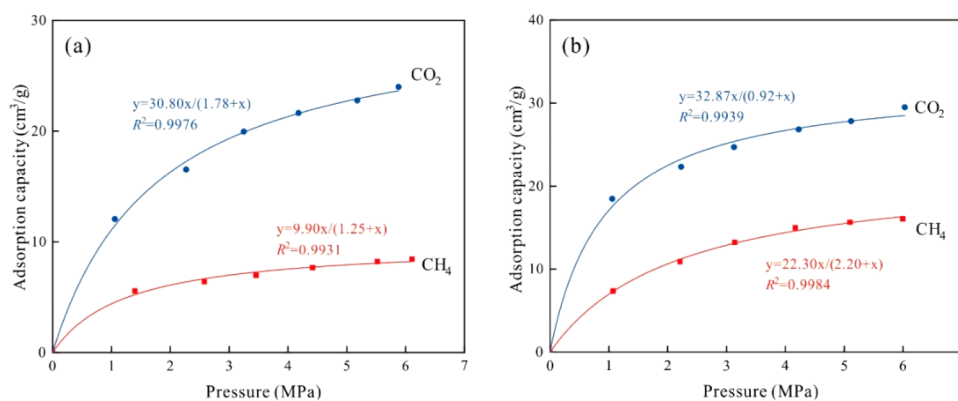 (a)
30
20
10
0
Adsorption capacity (cm³/g)
CO₂
y=30.80x/(1.78+x)
R²=0.9976
y=9.90x/(1.25+x)
R²=0.9931
CH₄
0 1 2 3 4 5 6 7
Pressure (MPa)
(b)
40
30
20
10
0
Adsorption capacity (cm³/g)
y=32.87x/(0.92+x)
R²=0.9939
CO₂
CH₄
y=22.30x/(2.20+x)
R²=0.9984
0 1 2 3 4 5 6
Pressure (MPa)